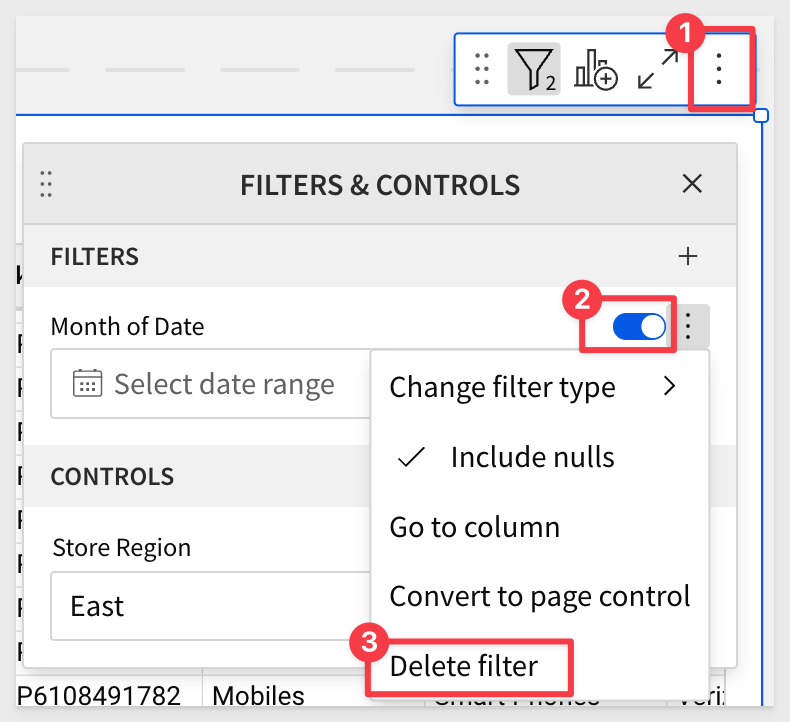 1
2
FILTERS & CONTROLS
FILTERS
2
Month of Date
Select date range
Change filter type
Include nulls
Go to column
Convert to page control
3
Delete filter
CONTROLS
Store Region
East
P6108491782 Mobiles